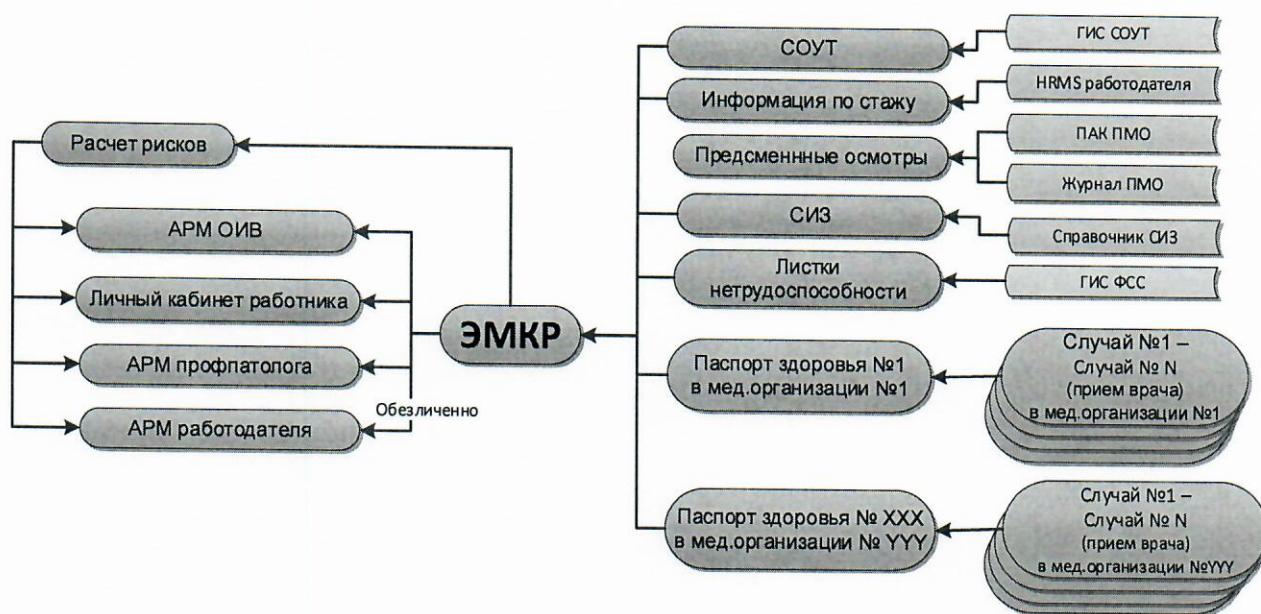 СОУТ
ГИС СОУТ
Информация по стажу
HRMS работодателя
Предсменнные осмотры
ПАК ПМО
Журнал ПМО
СИЗ
Справочник СИЗ
Листки
нетрудоспособности
ГИС ФСС
Расчет рисков
АРМ ОИВ
Личный кабинет работника
АРМ профпатолога
Обезличенно
АРМ работодателя
ЭМКР
Паспорт здоровья №1
в мед.организации №1
Случай №1 –
Случай № N
(прием врача)
в мед.организации №1
Паспорт здоровья № XXX
в мед.организации № YYY
Случай №1 –
Случай № N
(прием врача)
в мед.организации №YYY